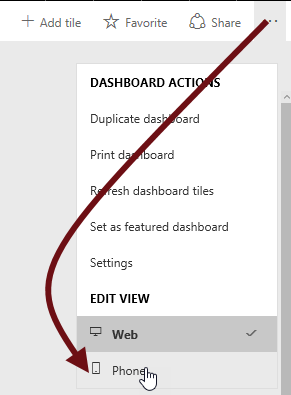 + Add tile Favorite Share ...
DASHBOARD ACTIONS
Duplicate dashboard
Print dashboard
Refresh dashboard tiles
Set as featured dashboard
Settings
EDIT VIEW
Web
Phone